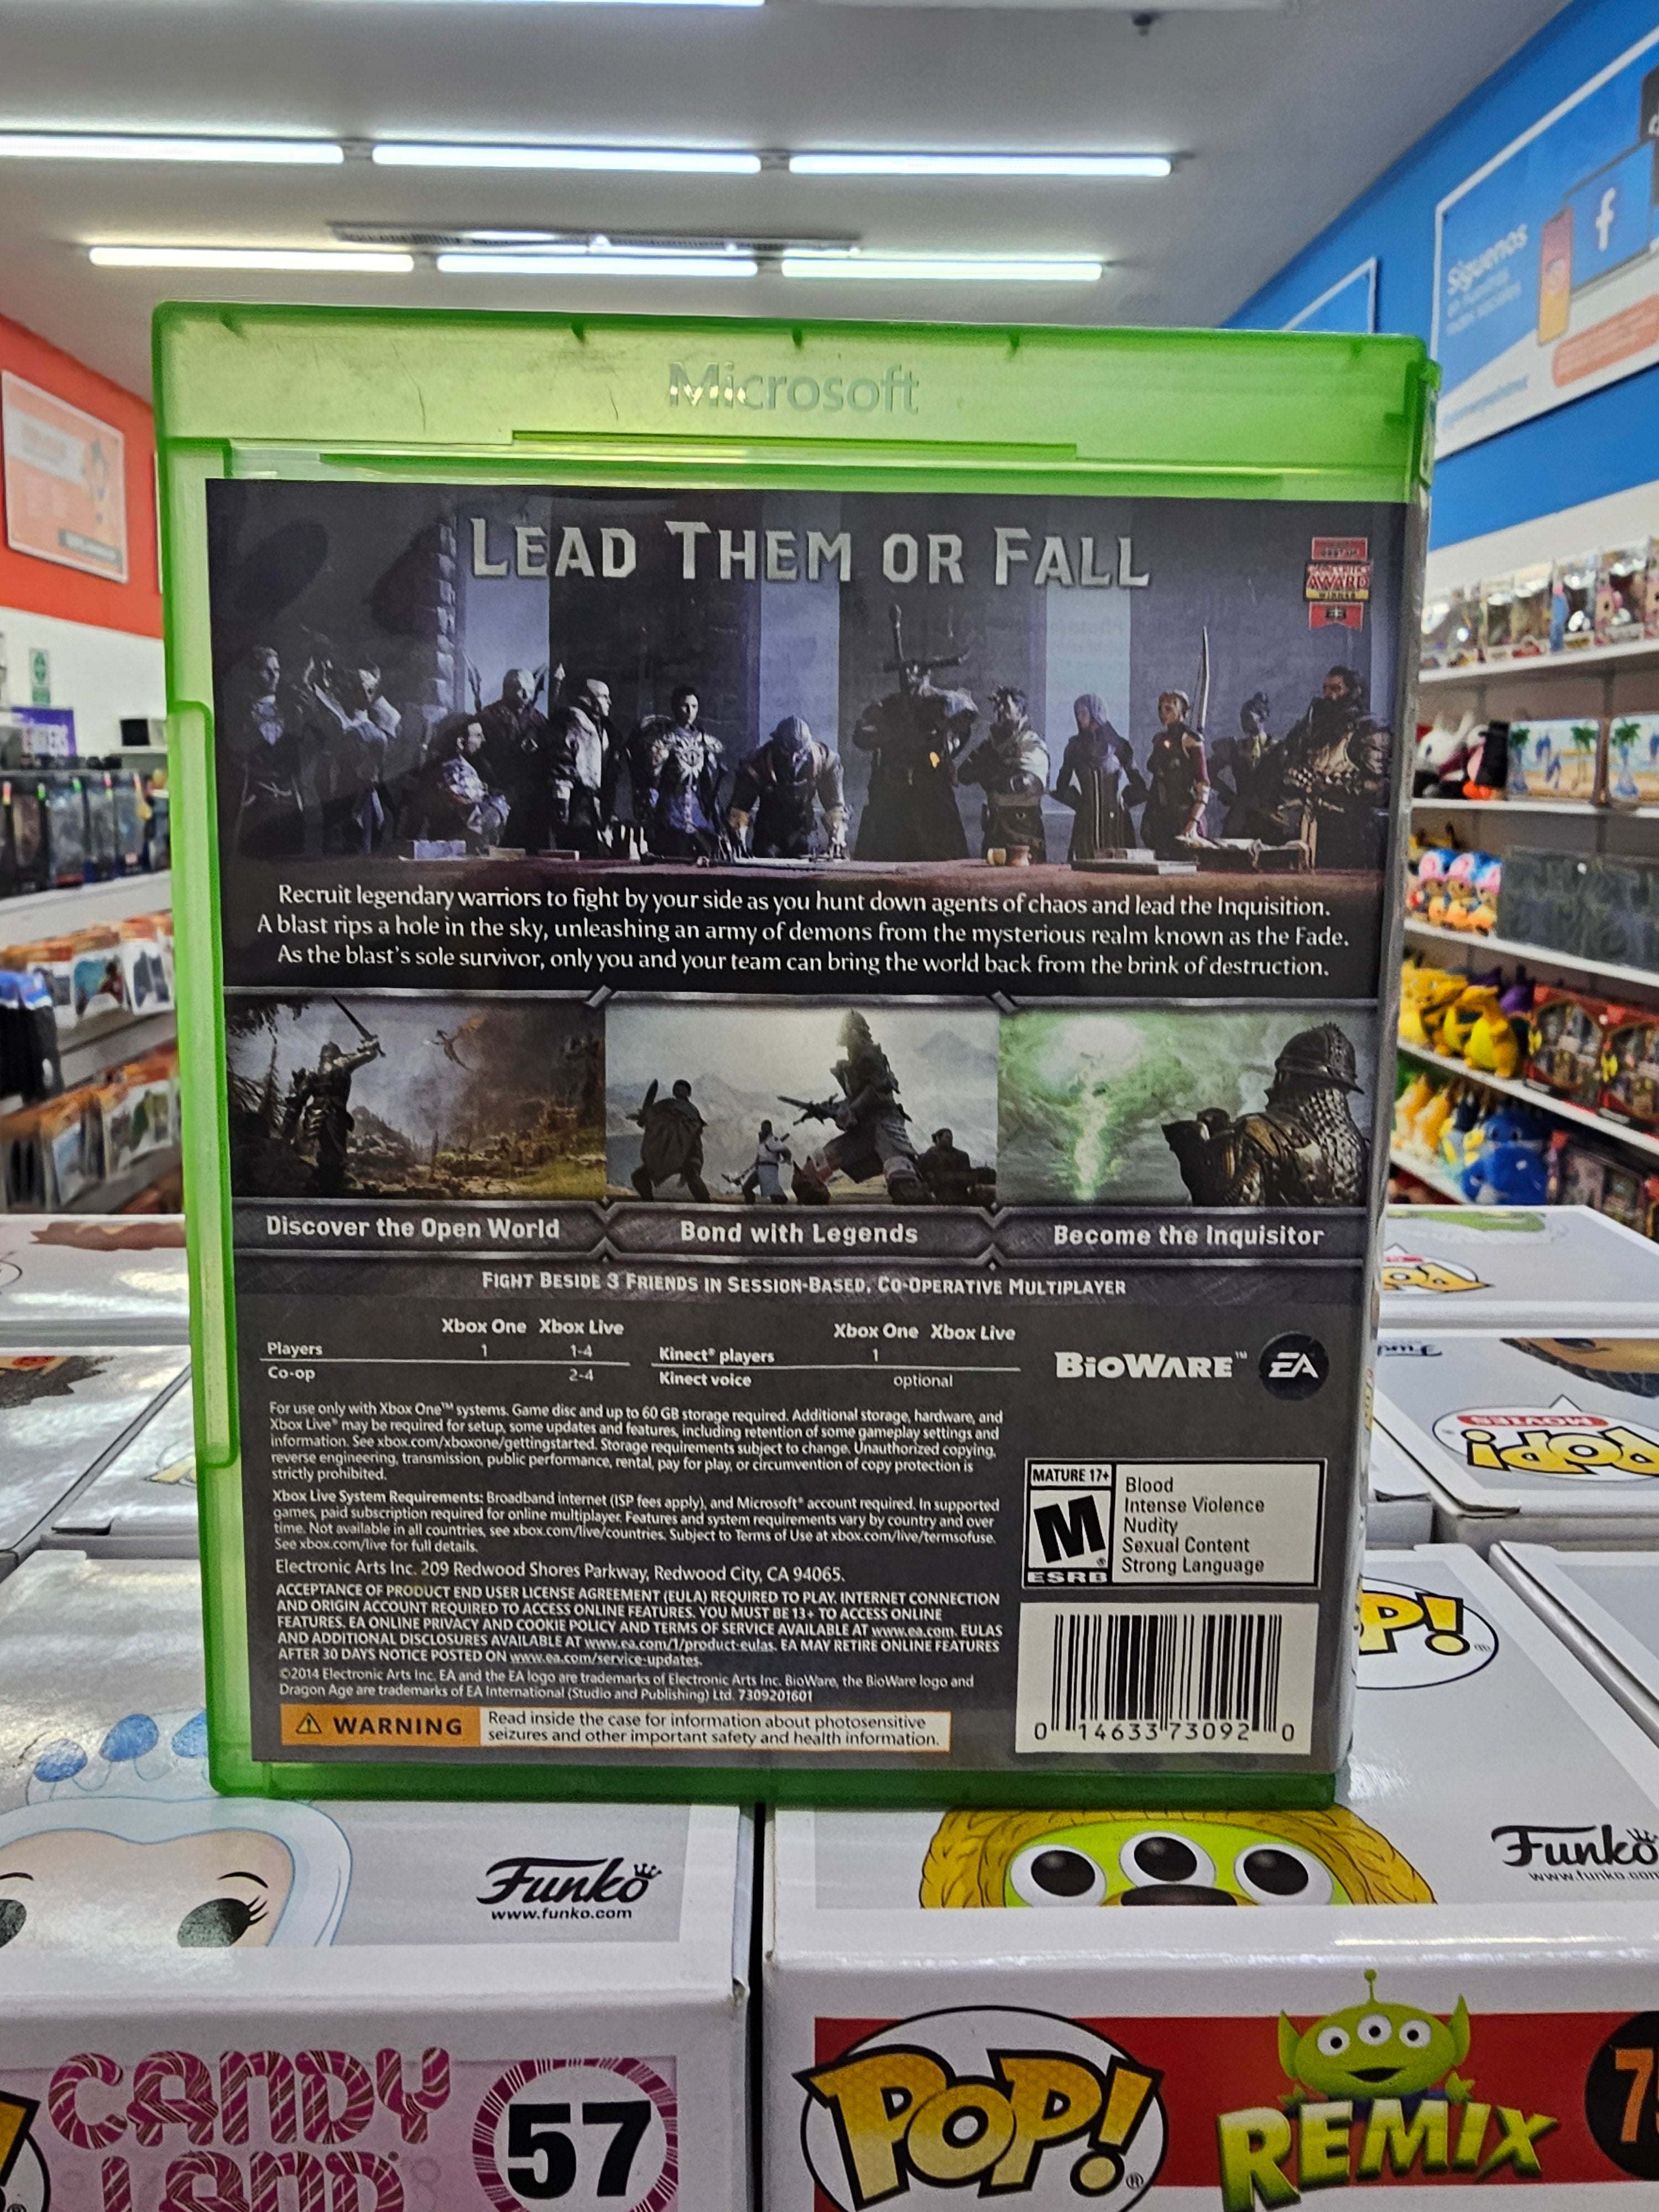 Síguenos
en nuestras
redes sociales
f
Microsoft
LEAD THEM OR FALL
AWARD
WINNER
E3
Recruit legendary warriors to fight by your side as you hunt down agents of chaos and lead the Inquisition.
A blast rips a hole in the sky, unleashing an army of demons from the mysterious realm known as the Fade.
As the blast's sole survivor, only you and your team can bring the world back from the brink of destruction.
Discover the Open World
Bond with Legends
Become the Inquisitor
FIGHT BESIDE 3 FRIENDS IN SESSION-BASED, CO-OPERATIVE MULTIPLAYER
Xbox One Xbox Live
Players 1 1-4
Co-op 2-4
Xbox One Xbox Live
Kinect® players 1
Kinect voice optional
BIOWARE™ EA
For use only with Xbox One™ systems. Game disc and up to 60 GB storage required. Additional storage, hardware, and
Xbox Live® may be required for setup, some updates and features, including retention of some gameplay settings and
information. See xbox.com/xboxone/gettingstarted. Storage requirements subject to change. Unauthorized copying,
reverse engineering, transmission, public performance, rental, pay for play, or circumvention of copy protection is
strictly prohibited.
Xbox Live System Requirements: Broadband internet (ISP fees apply), and Microsoft® account required. In supported
games, paid subscription required for online multiplayer. Features and system requirements vary by country and over
time. Not available in all countries, see xbox.com/live/countries. Subject to Terms of Use at xbox.com/live/termsofuse.
See xbox.com/live for full details.
Electronic Arts Inc. 209 Redwood Shores Parkway, Redwood City, CA 94065.
ACCEPTANCE OF PRODUCT END USER LICENSE AGREEMENT (EULA) REQUIRED TO PLAY. INTERNET CONNECTION
AND ORIGIN ACCOUNT REQUIRED TO ACCESS ONLINE FEATURES. YOU MUST BE 13+ TO ACCESS ONLINE
FEATURES. EA ONLINE PRIVACY AND COOKIE POLICY AND TERMS OF SERVICE AVAILABLE AT www.ea.com. EULAS
AND ADDITIONAL DISCLOSURES AVAILABLE AT www.ea.com/1/product-eulas. EA MAY RETIRE ONLINE FEATURES
AFTER 30 DAYS NOTICE POSTED ON www.ea.com/service-updates.
©2014 Electronic Arts Inc. EA and the EA logo are trademarks of Electronic Arts Inc. BioWare, the BioWare logo and
Dragon Age are trademarks of EA International (Studio and Publishing) Ltd. 7309201601
WARNING
Read inside the case for information about photosensitive
seizures and other important safety and health information.
MATURE 17+
M®
ESRB
Blood
Intense Violence
Nudity
Sexual Content
Strong Language
0 14633 73092 0
MOVIES
POP!
P!
Funko
www.funko.com
Funko
www.funko.com
CANDY
LAND
57
POP!®
REMIX